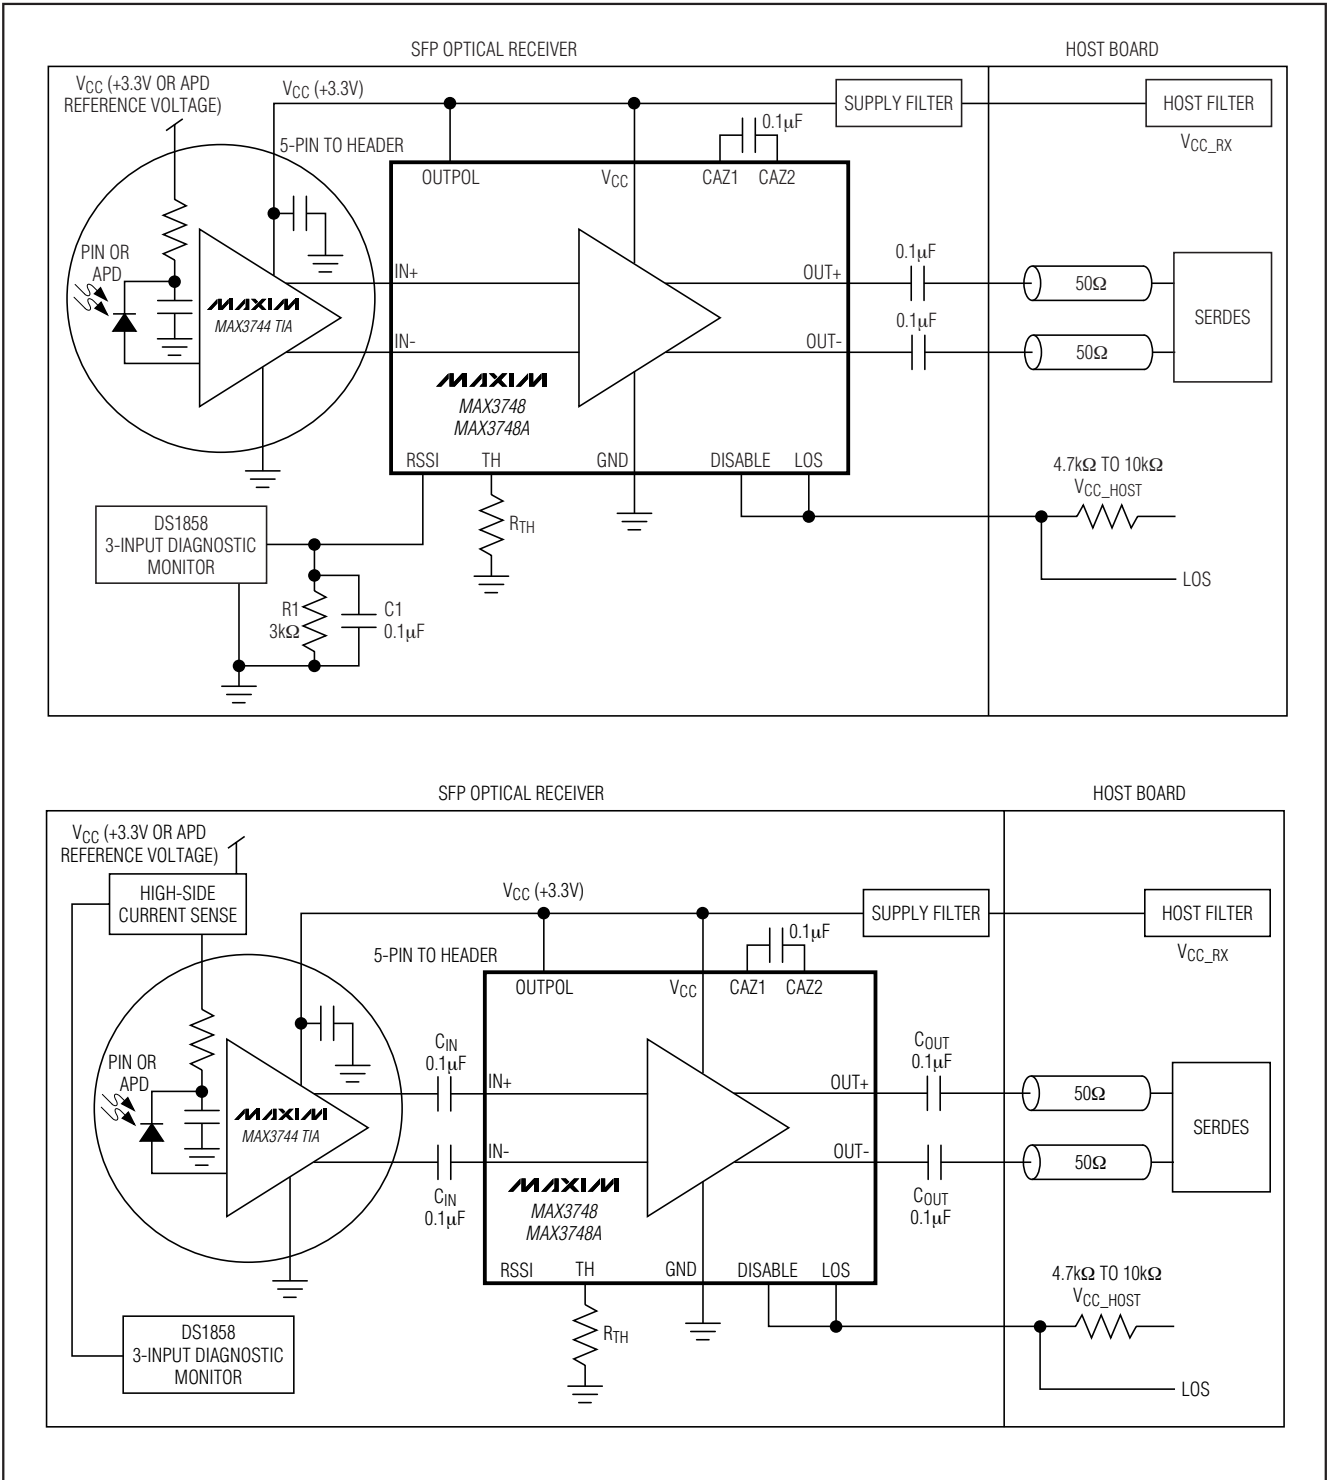 SFP OPTICAL RECEIVER
HOST BOARD
VCC (+3.3V OR APD
REFERENCE VOLTAGE)
VCC (+3.3V)
SUPPLY FILTER
HOST FILTER
VCC_RX
0.1μF
5-PIN TO HEADER
OUTPOL
VCC
CAZ1
CAZ2
PIN OR
APD
MAXIM
MAX3744 TIA
IN+
IN-
OUT+
OUT-
0.1μF
0.1μF
50Ω
50Ω
SERDES
MAXIM
MAX3748
MAX3748A
RSSI
TH
GND
DISABLE
LOS
4.7kΩ TO 10kΩ
VCC_HOST
LOS
DS1858
3-INPUT DIAGNOSTIC
MONITOR
RTH
R1
3kΩ
C1
0.1μF
SFP OPTICAL RECEIVER
HOST BOARD
VCC (+3.3V OR APD
REFERENCE VOLTAGE)
HIGH-SIDE
CURRENT SENSE
VCC (+3.3V)
SUPPLY FILTER
HOST FILTER
VCC_RX
0.1μF
5-PIN TO HEADER
OUTPOL
VCC
CAZ1
CAZ2
PIN OR
APD
MAXIM
MAX3744 TIA
CIN
0.1μF
CIN
0.1μF
IN+
IN-
OUT+
OUT-
COUT
0.1μF
COUT
0.1μF
50Ω
50Ω
SERDES
MAXIM
MAX3748
MAX3748A
RSSI
TH
GND
DISABLE
LOS
4.7kΩ TO 10kΩ
VCC_HOST
LOS
RTH
DS1858
3-INPUT DIAGNOSTIC
MONITOR